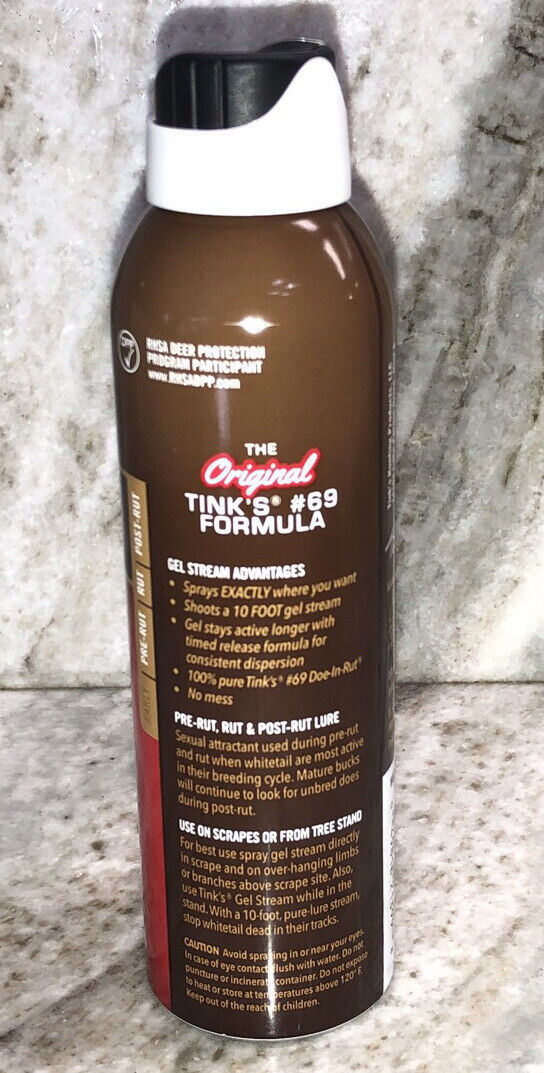 RHSA DEER PROTECTION
PROGRAM PARTICIPANT
www.RHSADPP.com
THE
Original
TINK'S® #69
FORMULA
EARLY PRE-RUT RUT POST-RUT
GEL STREAM ADVANTAGES
• Sprays EXACTLY where you want
• Shoots a 10 FOOT gel stream
• Gel stays active longer with
timed release formula for
consistent dispersion
• 100% pure Tink's® #69 Doe-In-Rut®
• No mess
PRE-RUT, RUT & POST-RUT LURE
Sexual attractant used during pre-rut
and rut when whitetail are most active
in their breeding cycle. Mature bucks
will continue to look for unbred does
during post-rut.
USE ON SCRAPES OR FROM TREE STAND
For best use spray gel stream directly
in scrape and on over-hanging limbs
or branches above scrape site. Also,
use Tink's® Gel Stream while in the
stand. With a 10-foot, pure-lure stream,
stop whitetail dead in their tracks.
CAUTION Avoid spraying in or near your eyes.
In case of eye contact flush with water. Do not
puncture or incinerate container. Do not expose
to heat or store at temperatures above 120° F.
Keep out of the reach of children.